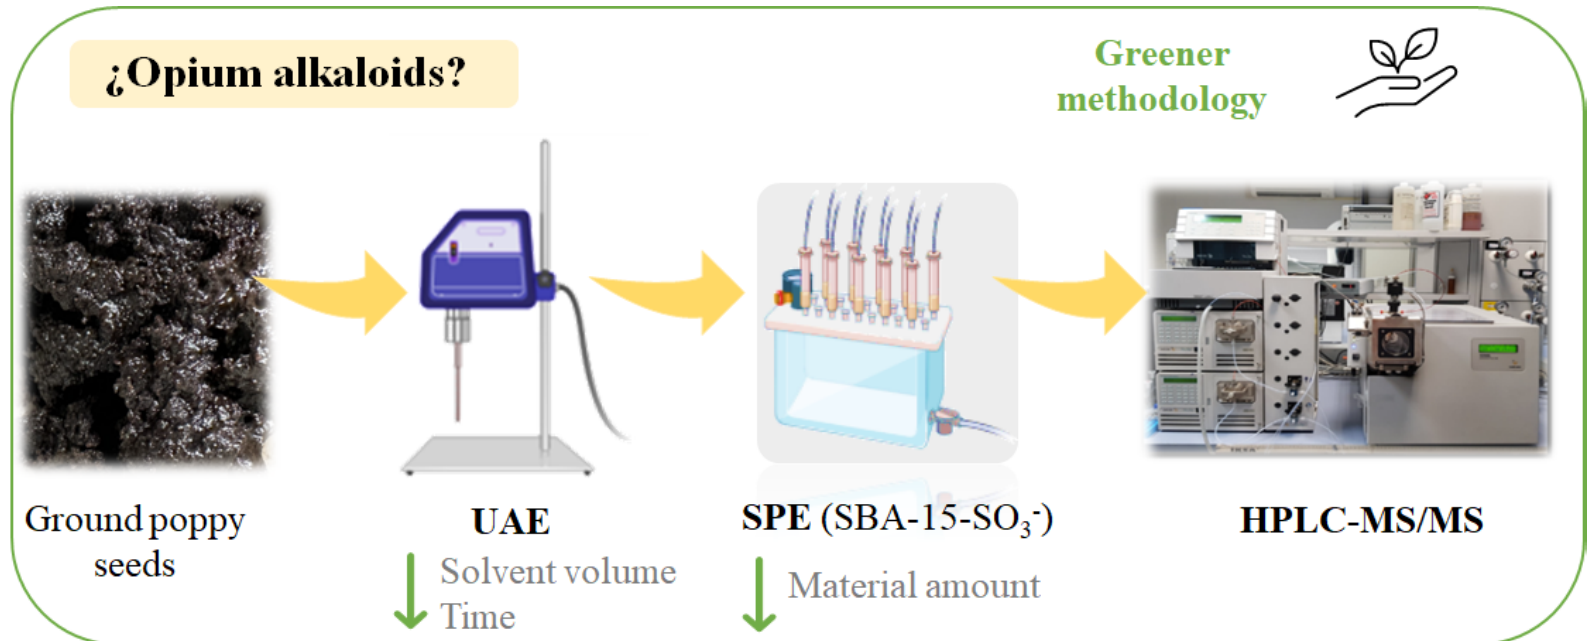 ¿Opium alkaloids?
Greener
methodology
Ground poppy
seeds
UAE
Solvent volume
Time
SPE (SBA-15-SO₃⁻)
Material amount
HPLC-MS/MS